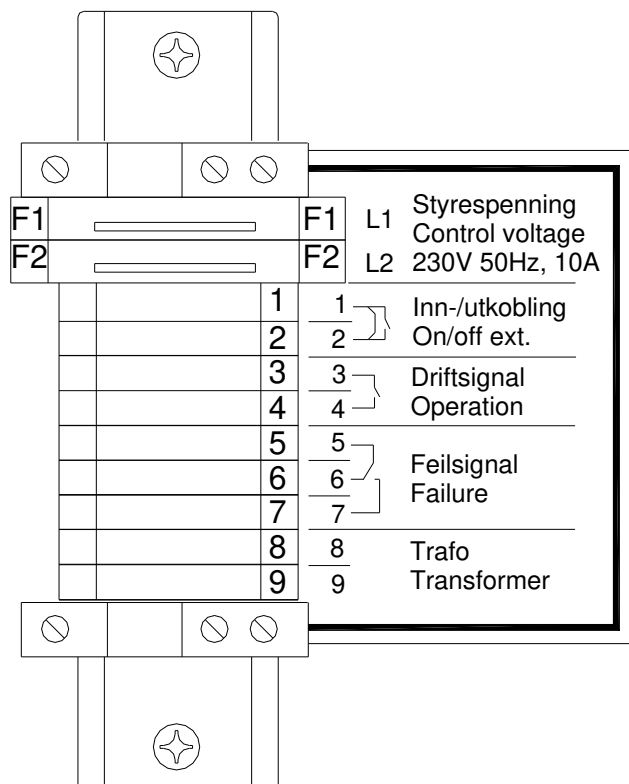 F1 F1 L1 Styrespenning
Control voltage
F2 F2 L2 230V 50Hz, 10A
1 1 Inn-/utkobling
2 2 On/off ext.
3 3 Driftsignal
4 4 Operation
5 5
6 6 Feilsignal
Failure
7 7
8 8 Trafo
9 9 Transformer